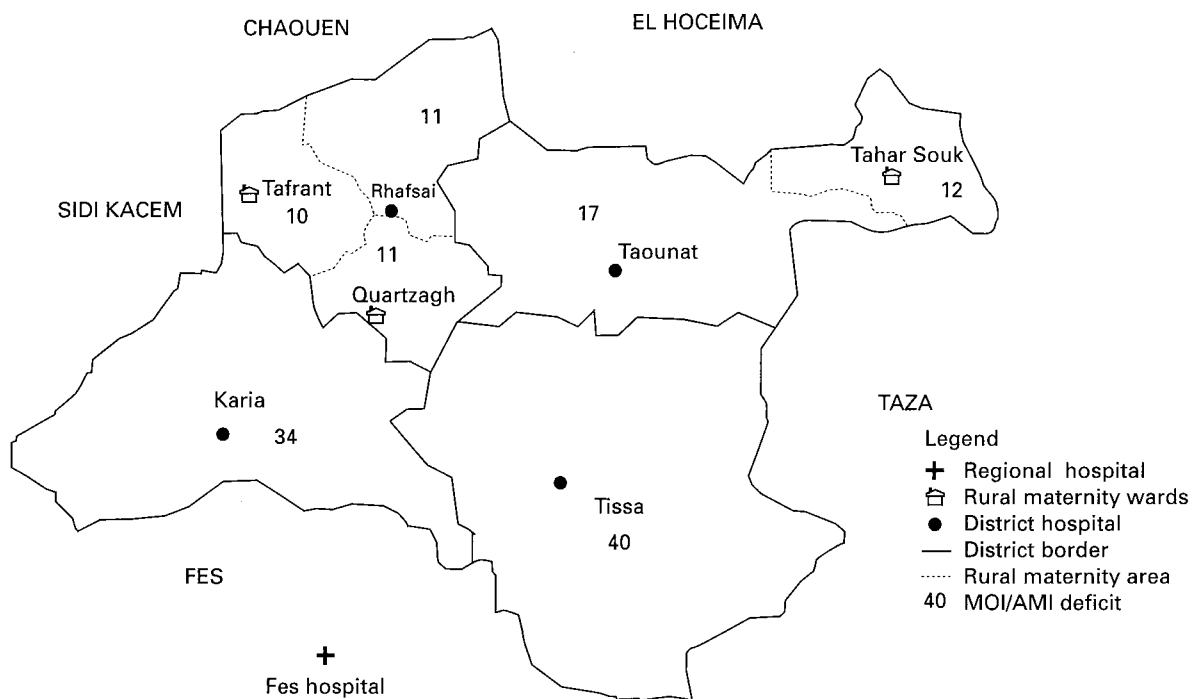 CHAOUEN
EL HOCEIMA
11
Tahar Souk
12
Tafrant
10
Rhafsai
SIDI KACEM
17
11
Taounat
Quartzagh
Karia
34
TAZA
Tissa
40
FES
Fes hospital
Legend
Regional hospital
Rural maternity wards
District hospital
District border
Rural maternity area
40 MOI/AMI deficit